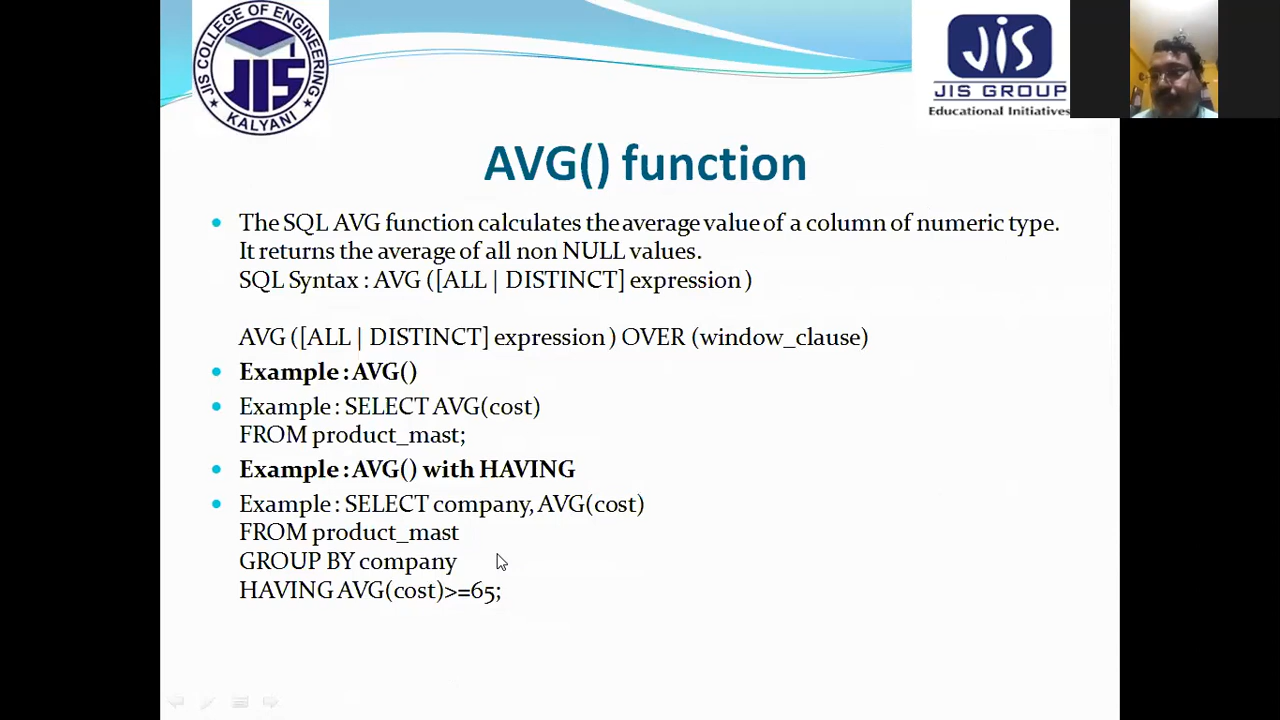 JIS COLLEGE OF ENGINEERING
JIS
KALYANI
JIS
JIS GROUP
Educational Initiatives
AVG() function
The SQL AVG function calculates the average value of a column of numeric type.
It returns the average of all non NULL values.
SQL Syntax : AVG ([ALL | DISTINCT] expression )
AVG ([ALL | DISTINCT] expression ) OVER (window_clause)
Example : AVG()
Example : SELECT AVG(cost)
FROM product_mast;
Example : AVG() with HAVING
Example : SELECT company, AVG(cost)
FROM product_mast
GROUP BY company
HAVING AVG(cost)>=65;